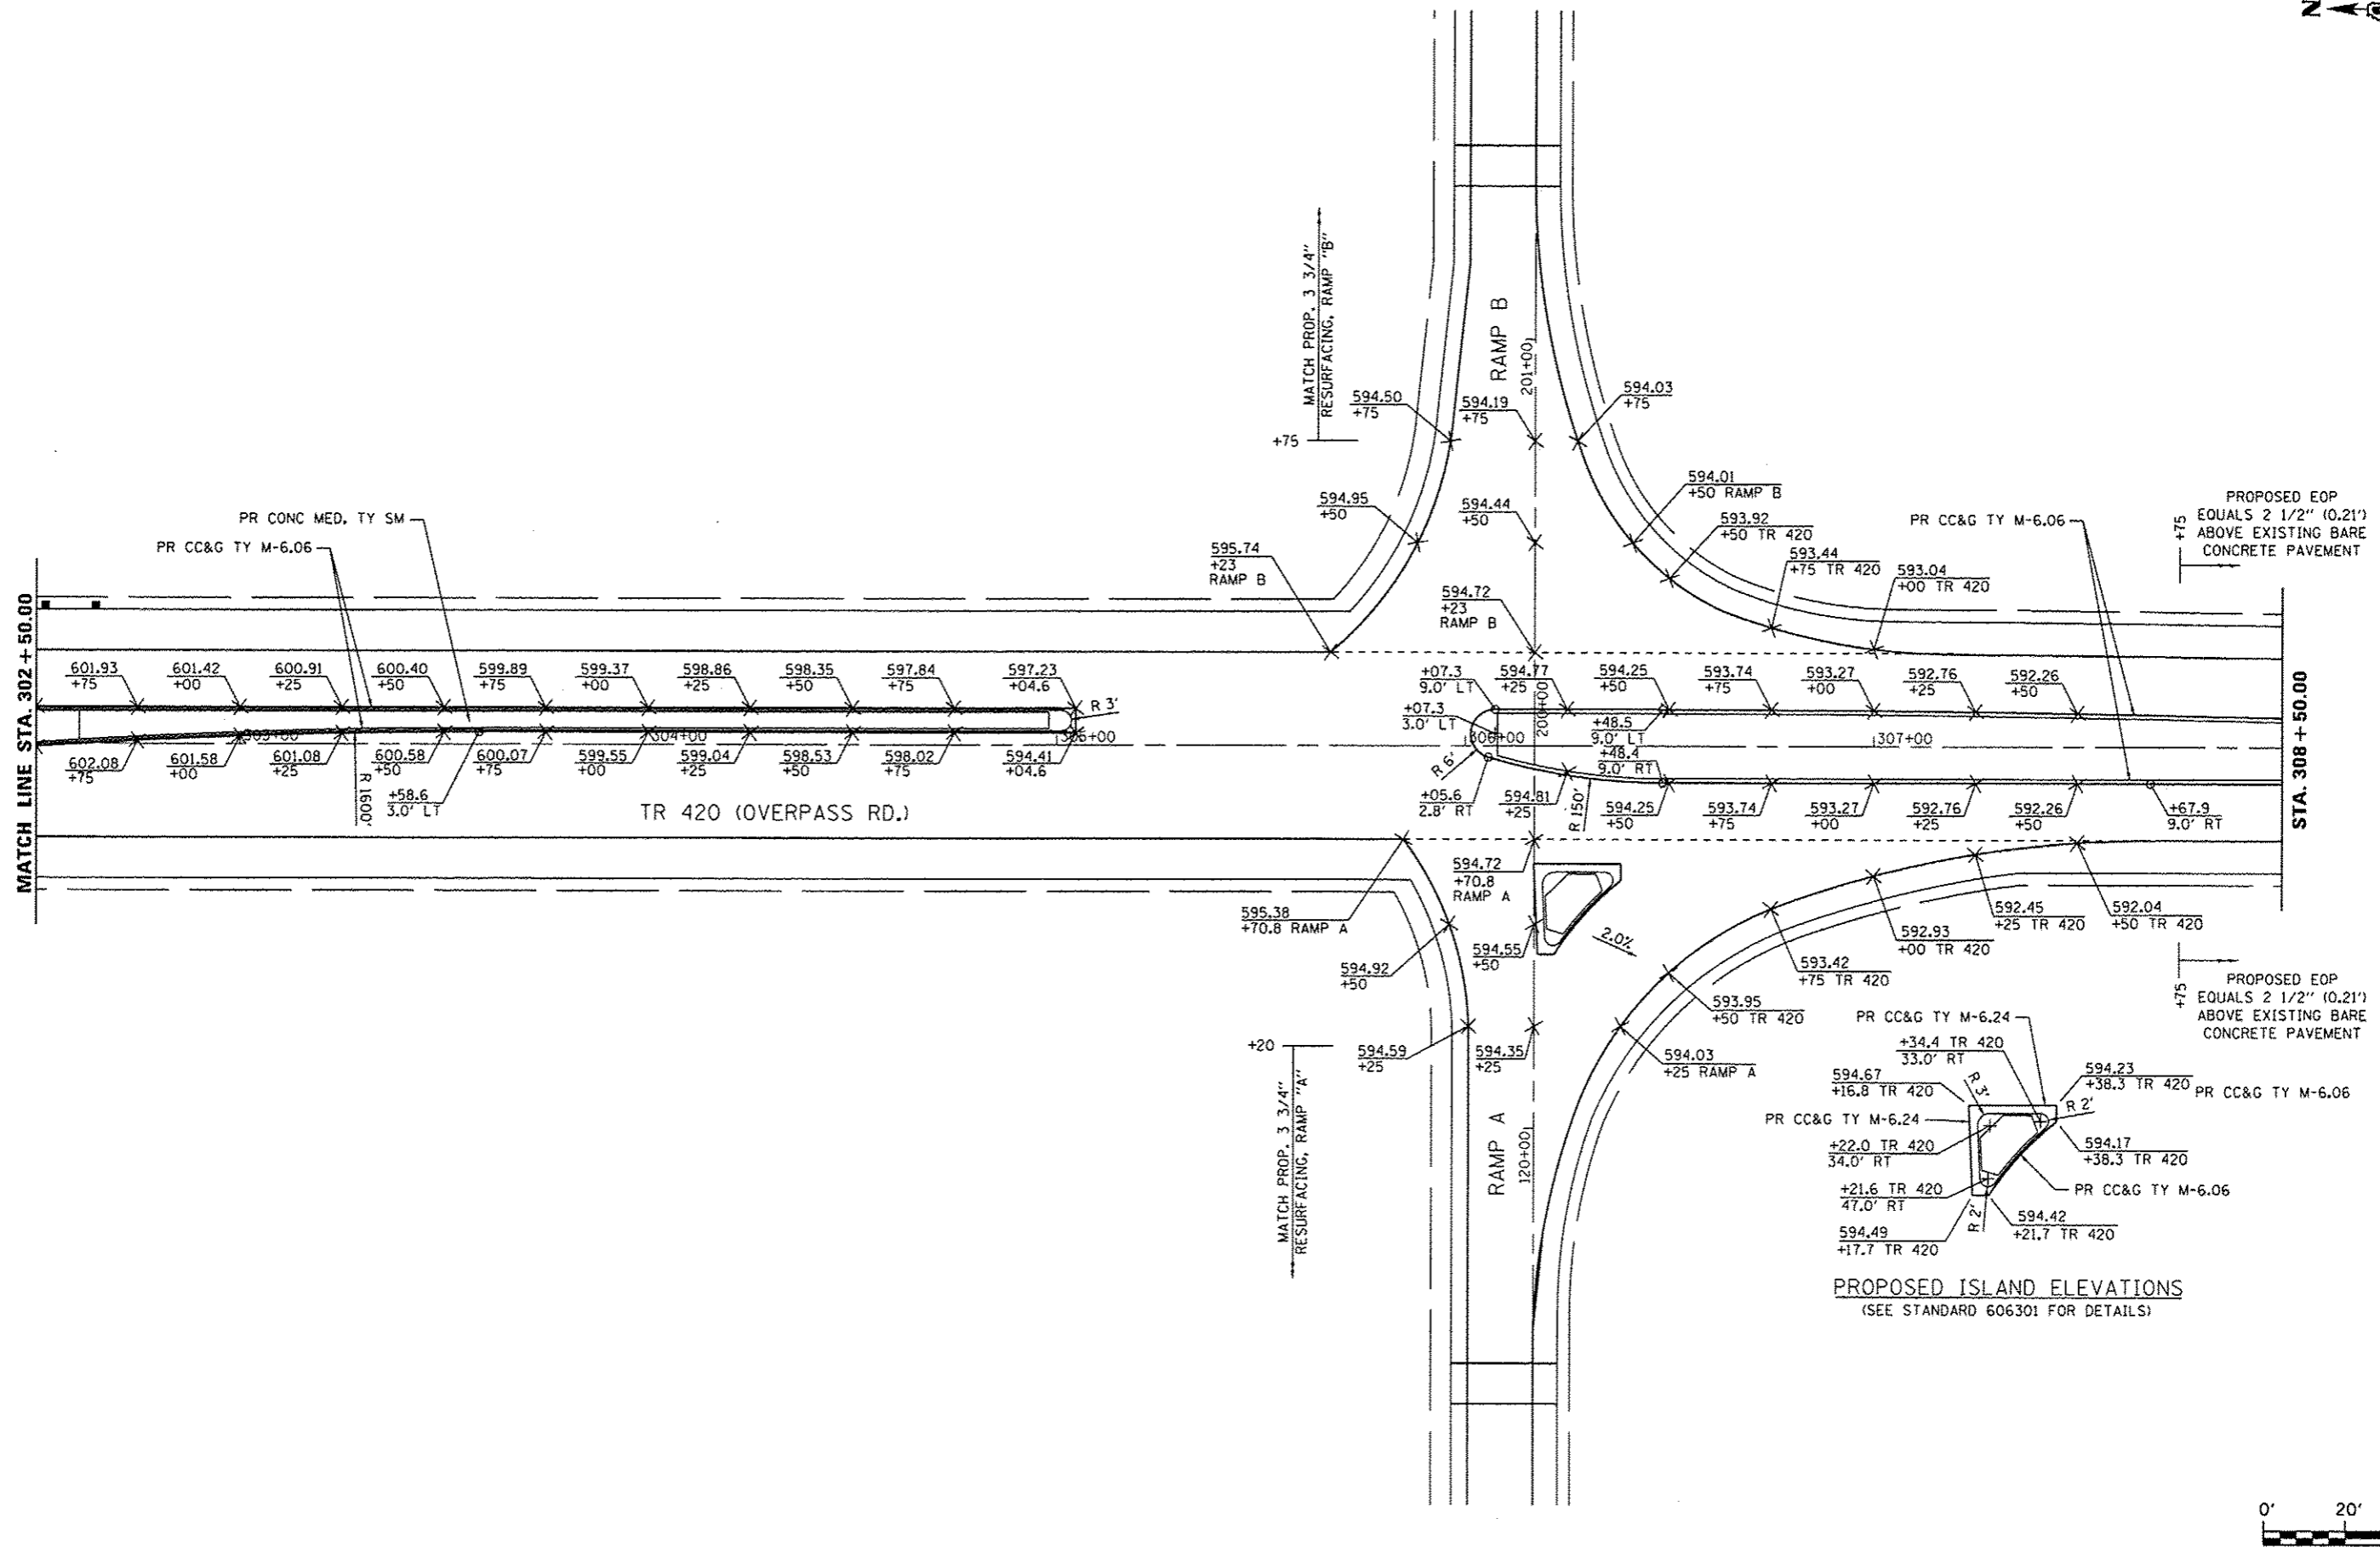 N
MATCH PROP. 3 3/4"
RESURFACING, RAMP "B"
+75
RAMP B
201+00
594.50
+75
594.19
+75
594.03
+75
594.95
+50
594.44
+50
594.01
+50 RAMP B
593.92
+50 TR 420
593.44
+75 TR 420
593.04
+00 TR 420
PR CC&G TY M-6.06
PROPOSED EOP
EQUALS 2 1/2" (0.21')
ABOVE EXISTING BARE
CONCRETE PAVEMENT
+75
PR CONC MED, TY SM
PR CC&G TY M-6.06
595.74
+23
RAMP B
594.72
+23
RAMP B
MATCH LINE STA. 302+50.00
601.93
+75
601.42
+00
600.91
+25
600.40
+50
599.89
+75
599.37
+00
598.86
+25
598.35
+50
597.84
+75
597.23
+04.6
R 3'
+07.3
9.0' LT
+07.3
3.0' LT
594.77
+25
594.25
+50
593.74
+75
593.27
+00
592.76
+25
592.26
+50
+48.5
9.0' LT
+48.4
9.0' RT
200+00
303+00
304+00
305+00
306+00
307+00
STA. 308+50.00
602.08
+75
601.58
+00
601.08
+25
600.58
+50
600.07
+75
599.55
+00
599.04
+25
598.53
+50
598.02
+75
594.41
+04.6
R 1600'
+58.6
3.0' LT
TR 420 (OVERPASS RD.)
R 6'
+05.6
2.8' RT
594.81
+25
R 150'
594.25
+50
593.74
+75
593.27
+00
592.76
+25
592.26
+50
+67.9
9.0' RT
594.72
+70.8
RAMP A
595.38
+70.8 RAMP A
594.92
+50
594.55
+50
2.0%
592.04
+50 TR 420
592.45
+25 TR 420
592.93
+00 TR 420
593.42
+75 TR 420
593.95
+50 TR 420
594.03
+25 RAMP A
594.59
+25
594.35
+25
+20
MATCH PROP. 3 3/4"
RESURFACING, RAMP "A"
RAMP A
120+00
+75
PROPOSED EOP
EQUALS 2 1/2" (0.21')
ABOVE EXISTING BARE
CONCRETE PAVEMENT
PR CC&G TY M-6.24
+34.4 TR 420
33.0' RT
594.67
+16.8 TR 420
R 3'
594.23
+38.3 TR 420
PR CC&G TY M-6.06
R 2'
PR CC&G TY M-6.24
+22.0 TR 420
34.0' RT
594.17
+38.3 TR 420
+21.6 TR 420
47.0' RT
PR CC&G TY M-6.06
R 2'
594.49
+17.7 TR 420
594.42
+21.7 TR 420
PROPOSED ISLAND ELEVATIONS
(SEE STANDARD 606301 FOR DETAILS)
0' 20'